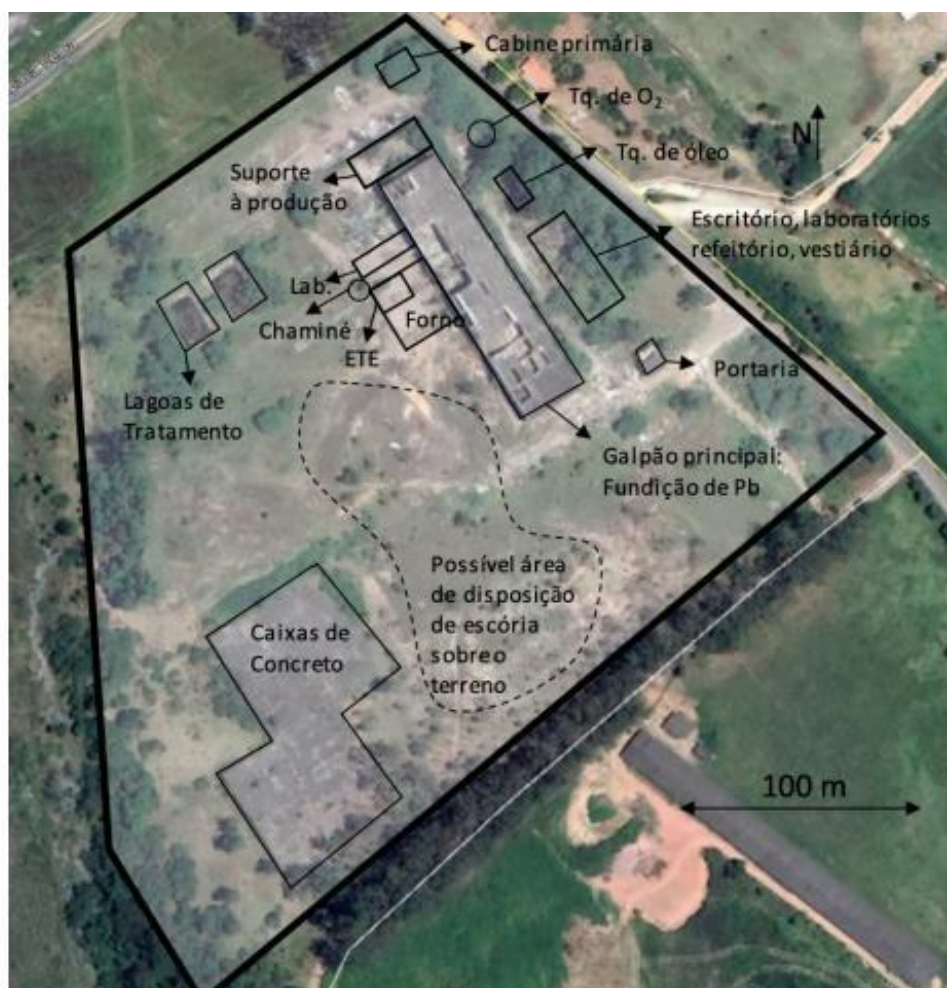 Cabine primária
Tq. de O₂
N
Tq. de óleo
Suporte
à produção
Escritório, laboratórios
refeitório, vestiário
Lab.
Chaminé
Forno
ETE
Portaria
Lagoas de
Tratamento
Galpão principal:
Fundição de Pb
Possível área
de disposição
de escória
sobre o
terreno
Caixas de
Concreto
100 m